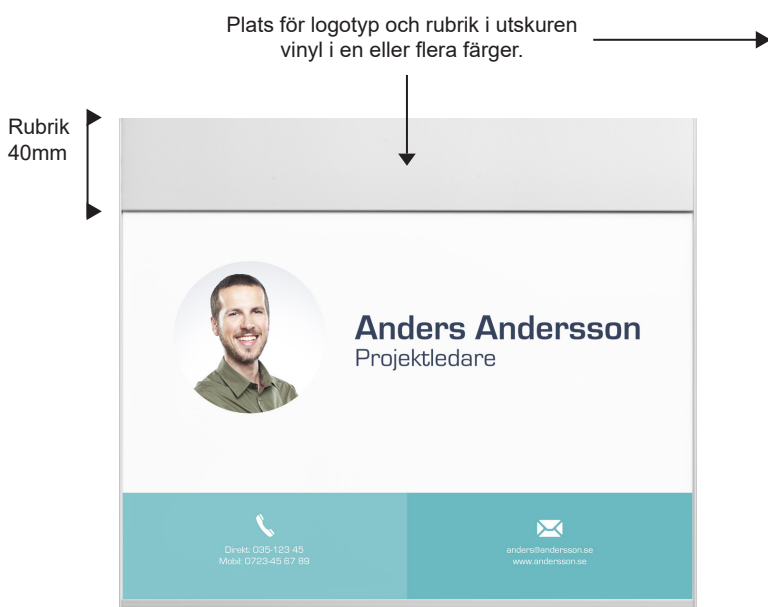 Plats för logotyp och rubrik i utskuren
vinyl i en eller flera färger.
Rubrik
40mm
Anders Andersson
Projektledare
Direkt: 035-123 45
Mobil: 0723-45 67 89
anders@andersson.se
www.andersson.se